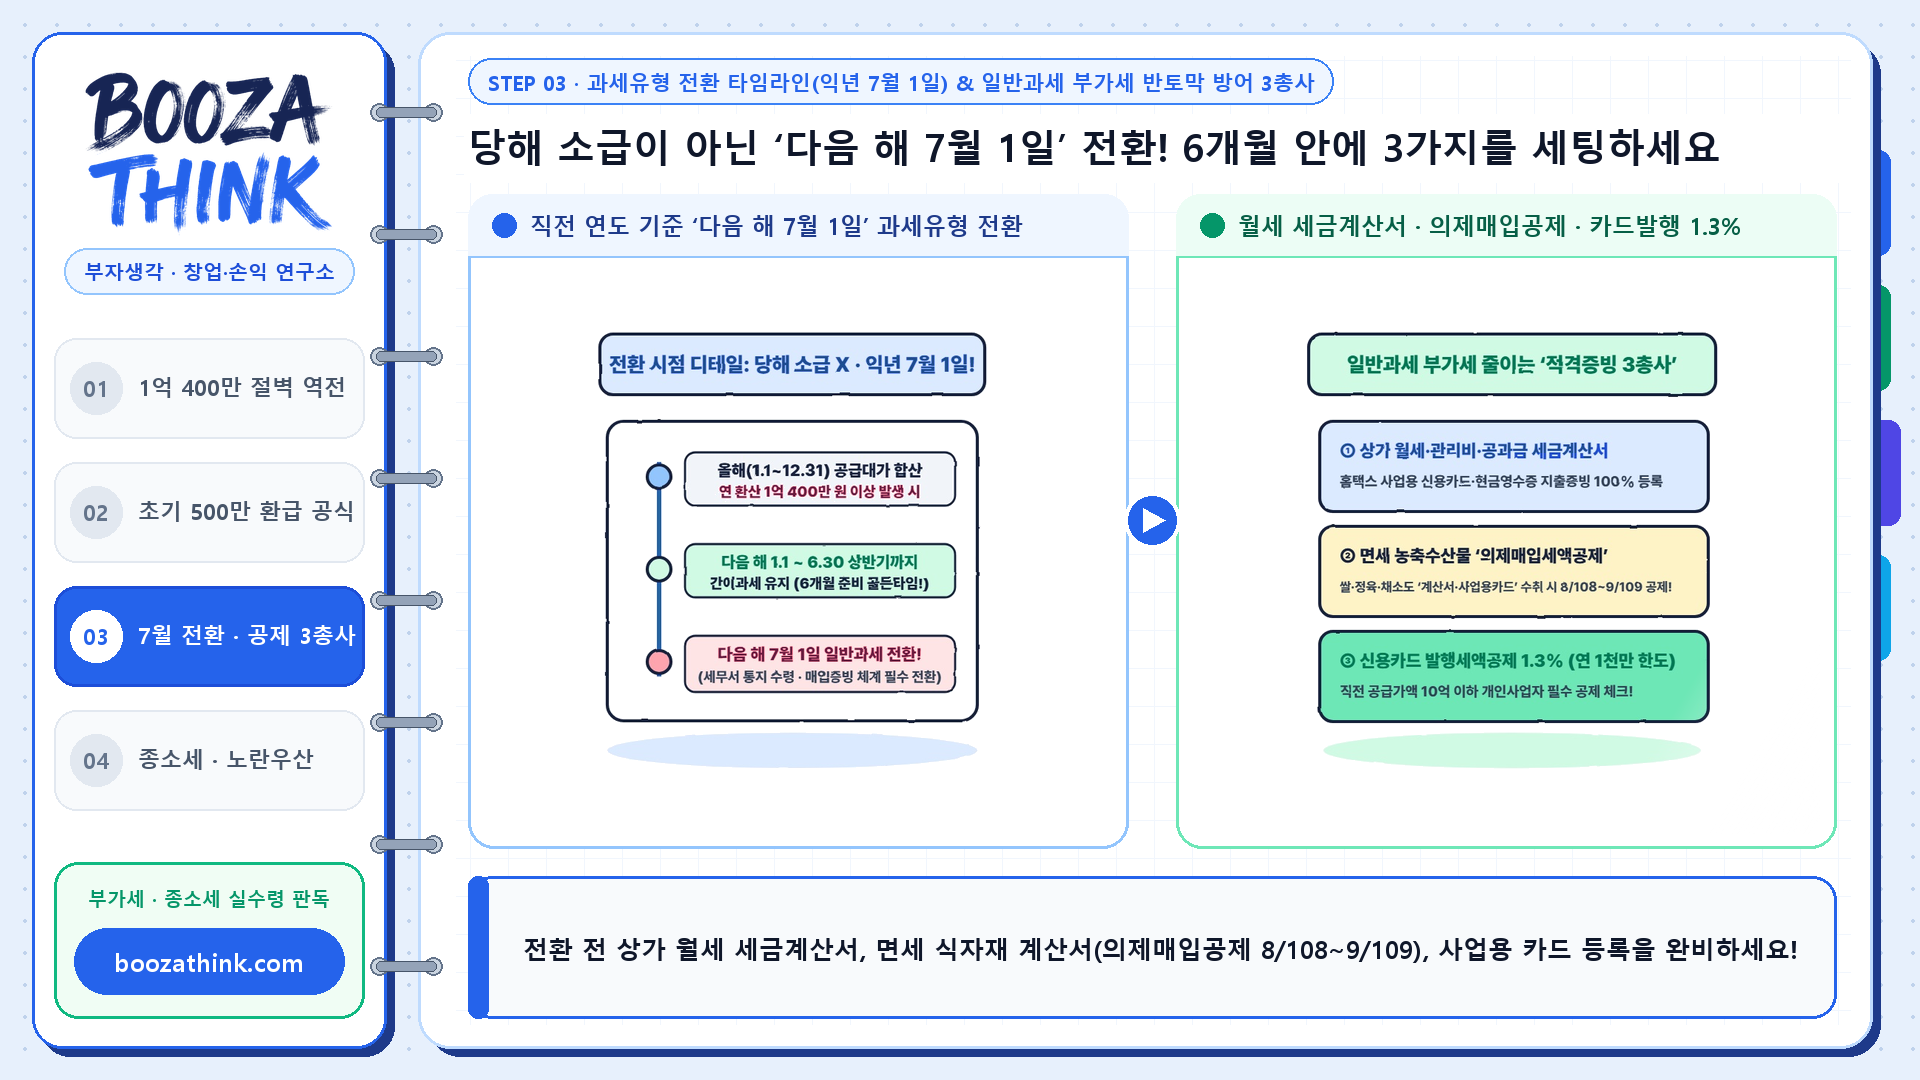 BOOZA
THINK
부자생각 · 창업·손익 연구소
01 1억 400만 절벽 역전
02 초기 500만 환급 공식
03 7월 전환 · 공제 3총사
04 종소세 · 노란우산
부가세 · 종소세 실수령 판독
boozathink.com
STEP 03 · 과세유형 전환 타임라인(익년 7월 1일) & 일반과세 부가세 반토막 방어 3총사
당해 소급이 아닌 ‘다음 해 7월 1일’ 전환! 6개월 안에 3가지를 세팅하세요
직전 연도 기준 ‘다음 해 7월 1일’ 과세유형 전환
전환 시점 디테일: 당해 소급 X · 익년 7월 1일!
올해(1.1~12.31) 공급대가 합산
연 환산 1억 400만 원 이상 발생 시
다음 해 1.1 ~ 6.30 상반기까지
간이과세 유지 (6개월 준비 골든타임!)
다음 해 7월 1일 일반과세 전환!
(세무서 통지 수령 · 매입증빙 체계 필수 전환)
월세 세금계산서 · 의제매입공제 · 카드발행 1.3%
일반과세 부가세 줄이는 ‘적격증빙 3총사’
① 상가 월세·관리비·공과금 세금계산서
홈택스 사업용 신용카드·현금영수증 지출증빙 100% 등록
② 면세 농축수산물 ‘의제매입세액공제’
쌀·정육·채소도 ‘계산서·사업용카드’ 수취 시 8/108~9/109 공제!
③ 신용카드 발행세액공제 1.3% (연 1천만 한도)
직전 공급가액 10억 이하 개인사업자 필수 공제 체크!
전환 전 상가 월세 세금계산서, 면세 식자재 계산서(의제매입공제 8/108~9/109), 사업용 카드 등록을 완비하세요!